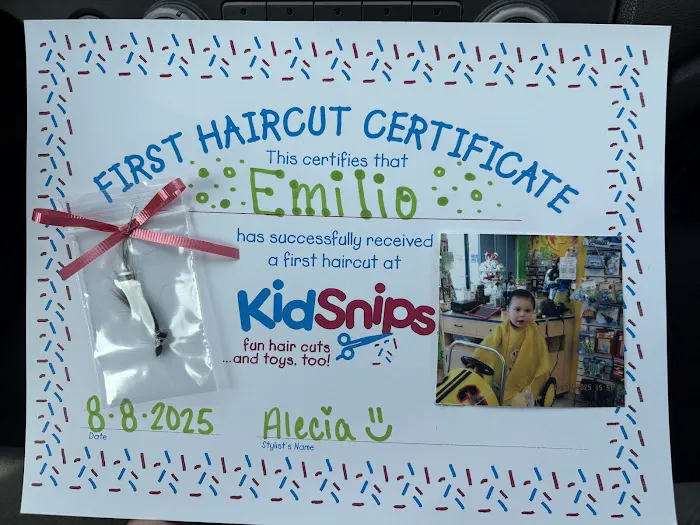 FIRST HAIRCUT CERTIFICATE
This certifies that
Emilio
has successfully received
a first haircut at
KidSnips
fun hair cuts
...and toys, too!
8·8·2025
Date
Alecia
Stylist's Name